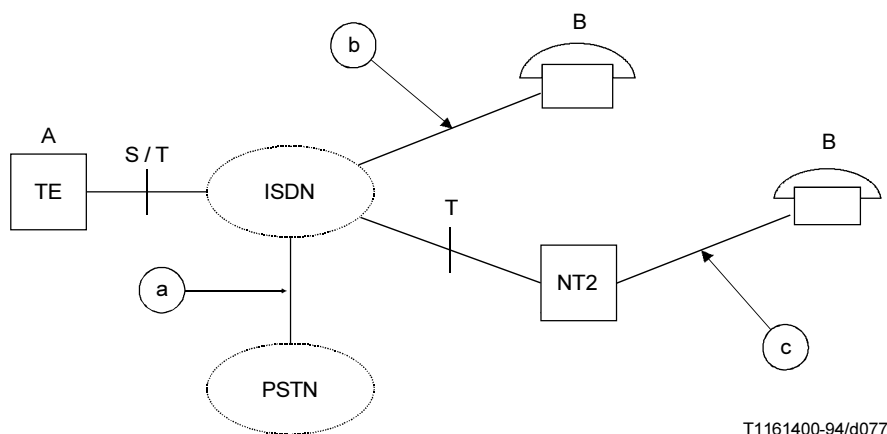 B
b
B
A
S / T
TE
ISDN
T
NT2
a
c
PSTN
T1161400-94/d077